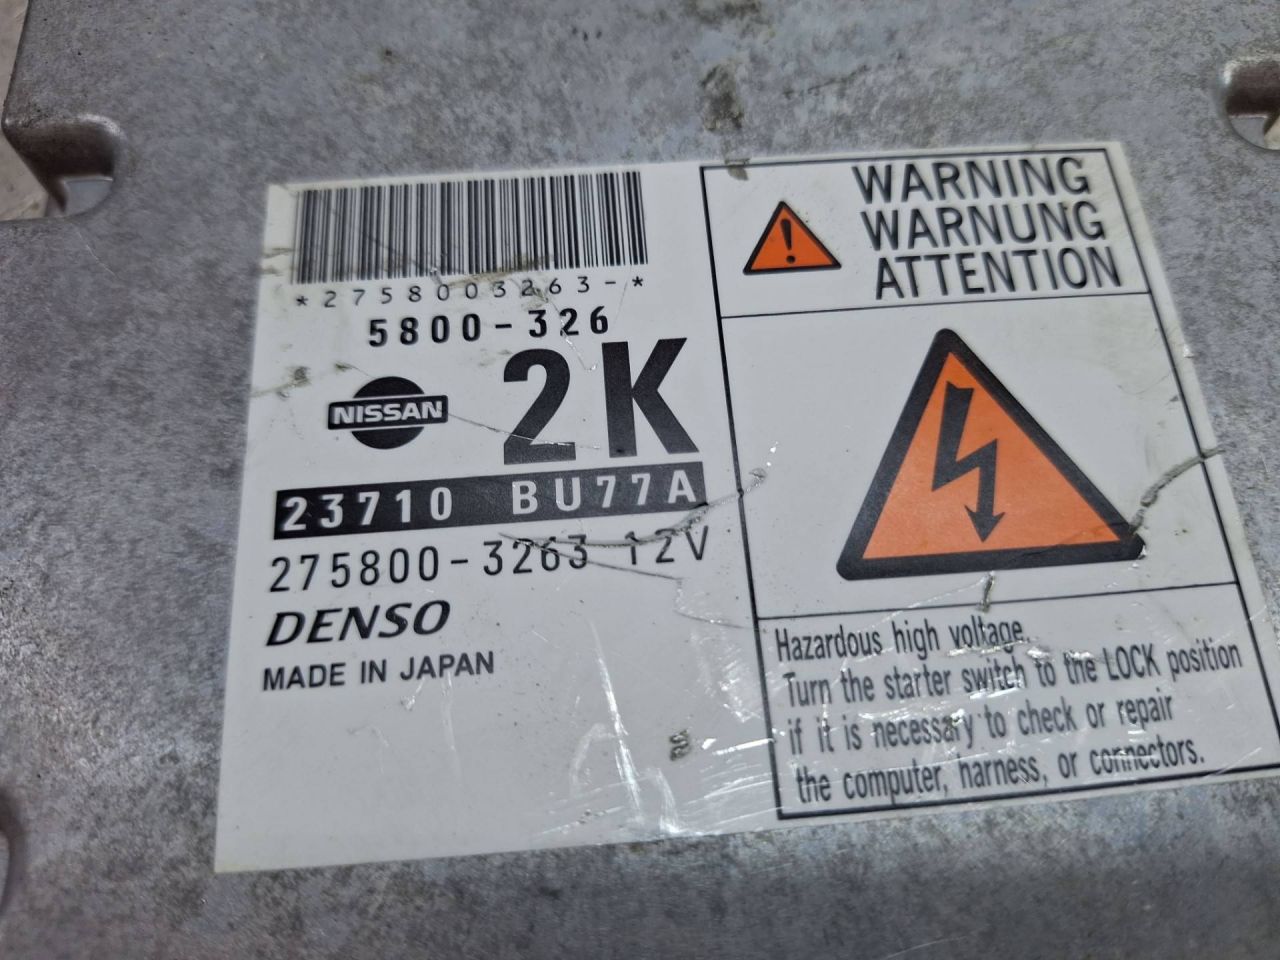 *2758003263-*
5800-326
NISSAN
2K
23710 BU77A
275800-3263 12V
DENSO
MADE IN JAPAN
WARNING
WARNUNG
ATTENTION
Hazardous high voltage.
Turn the starter switch to the LOCK position
if it is necessary to check or repair
the computer, harness, or connectors.